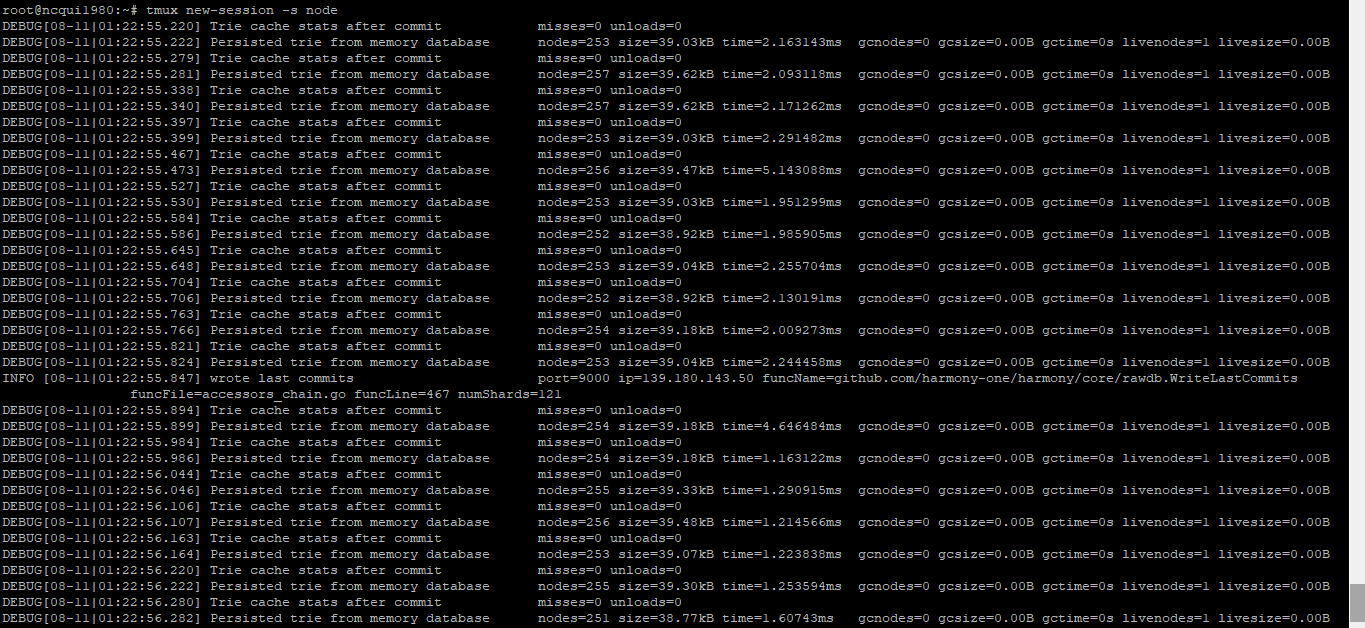 root@ncqui1980:~# tmux new-session -s node
DEBUG[08-11|01:22:55.220] Trie cache stats after commit misses=0 unloads=0
DEBUG[08-11|01:22:55.222] Persisted trie from memory database nodes=253 size=39.03kB time=2.163143ms gcnodes=0 gcsize=0.00B gctime=0s livenodes=1 livesize=0.00B
DEBUG[08-11|01:22:55.279] Trie cache stats after commit misses=0 unloads=0
DEBUG[08-11|01:22:55.281] Persisted trie from memory database nodes=257 size=39.62kB time=2.093118ms gcnodes=0 gcsize=0.00B gctime=0s livenodes=1 livesize=0.00B
DEBUG[08-11|01:22:55.338] Trie cache stats after commit misses=0 unloads=0
DEBUG[08-11|01:22:55.340] Persisted trie from memory database nodes=257 size=39.62kB time=2.171262ms gcnodes=0 gcsize=0.00B gctime=0s livenodes=1 livesize=0.00B
DEBUG[08-11|01:22:55.397] Trie cache stats after commit misses=0 unloads=0
DEBUG[08-11|01:22:55.399] Persisted trie from memory database nodes=253 size=39.03kB time=2.291482ms gcnodes=0 gcsize=0.00B gctime=0s livenodes=1 livesize=0.00B
DEBUG[08-11|01:22:55.467] Trie cache stats after commit misses=0 unloads=0
DEBUG[08-11|01:22:55.473] Persisted trie from memory database nodes=256 size=39.47kB time=5.143088ms gcnodes=0 gcsize=0.00B gctime=0s livenodes=1 livesize=0.00B
DEBUG[08-11|01:22:55.527] Trie cache stats after commit misses=0 unloads=0
DEBUG[08-11|01:22:55.530] Persisted trie from memory database nodes=253 size=39.03kB time=1.951299ms gcnodes=0 gcsize=0.00B gctime=0s livenodes=1 livesize=0.00B
DEBUG[08-11|01:22:55.584] Trie cache stats after commit misses=0 unloads=0
DEBUG[08-11|01:22:55.586] Persisted trie from memory database nodes=252 size=38.92kB time=1.985905ms gcnodes=0 gcsize=0.00B gctime=0s livenodes=1 livesize=0.00B
DEBUG[08-11|01:22:55.645] Trie cache stats after commit misses=0 unloads=0
DEBUG[08-11|01:22:55.648] Persisted trie from memory database nodes=253 size=39.04kB time=2.255704ms gcnodes=0 gcsize=0.00B gctime=0s livenodes=1 livesize=0.00B
DEBUG[08-11|01:22:55.704] Trie cache stats after commit misses=0 unloads=0
DEBUG[08-11|01:22:55.706] Persisted trie from memory database nodes=252 size=38.92kB time=2.130191ms gcnodes=0 gcsize=0.00B gctime=0s livenodes=1 livesize=0.00B
DEBUG[08-11|01:22:55.763] Trie cache stats after commit misses=0 unloads=0
DEBUG[08-11|01:22:55.766] Persisted trie from memory database nodes=254 size=39.18kB time=2.009273ms gcnodes=0 gcsize=0.00B gctime=0s livenodes=1 livesize=0.00B
DEBUG[08-11|01:22:55.821] Trie cache stats after commit misses=0 unloads=0
DEBUG[08-11|01:22:55.824] Persisted trie from memory database nodes=253 size=39.04kB time=2.244458ms gcnodes=0 gcsize=0.00B gctime=0s livenodes=1 livesize=0.00B
INFO [08-11|01:22:55.847] wrote last commits port=9000 ip=139.180.143.50 funcName=github.com/harmony-one/harmony/core/rawdb.WriteLastCommits
funcFile=accessors_chain.go funcLine=467 numShards=121
DEBUG[08-11|01:22:55.894] Trie cache stats after commit misses=0 unloads=0
DEBUG[08-11|01:22:55.899] Persisted trie from memory database nodes=254 size=39.18kB time=4.646484ms gcnodes=0 gcsize=0.00B gctime=0s livenodes=1 livesize=0.00B
DEBUG[08-11|01:22:55.984] Trie cache stats after commit misses=0 unloads=0
DEBUG[08-11|01:22:55.986] Persisted trie from memory database nodes=254 size=39.18kB time=1.163122ms gcnodes=0 gcsize=0.00B gctime=0s livenodes=1 livesize=0.00B
DEBUG[08-11|01:22:56.044] Trie cache stats after commit misses=0 unloads=0
DEBUG[08-11|01:22:56.046] Persisted trie from memory database nodes=255 size=39.33kB time=1.290915ms gcnodes=0 gcsize=0.00B gctime=0s livenodes=1 livesize=0.00B
DEBUG[08-11|01:22:56.106] Trie cache stats after commit misses=0 unloads=0
DEBUG[08-11|01:22:56.107] Persisted trie from memory database nodes=256 size=39.48kB time=1.214566ms gcnodes=0 gcsize=0.00B gctime=0s livenodes=1 livesize=0.00B
DEBUG[08-11|01:22:56.163] Trie cache stats after commit misses=0 unloads=0
DEBUG[08-11|01:22:56.164] Persisted trie from memory database nodes=253 size=39.07kB time=1.223838ms gcnodes=0 gcsize=0.00B gctime=0s livenodes=1 livesize=0.00B
DEBUG[08-11|01:22:56.220] Trie cache stats after commit misses=0 unloads=0
DEBUG[08-11|01:22:56.222] Persisted trie from memory database nodes=255 size=39.30kB time=1.253594ms gcnodes=0 gcsize=0.00B gctime=0s livenodes=1 livesize=0.00B
DEBUG[08-11|01:22:56.280] Trie cache stats after commit misses=0 unloads=0
DEBUG[08-11|01:22:56.282] Persisted trie from memory database nodes=251 size=38.77kB time=1.60743ms gcnodes=0 gcsize=0.00B gctime=0s livenodes=1 livesize=0.00B